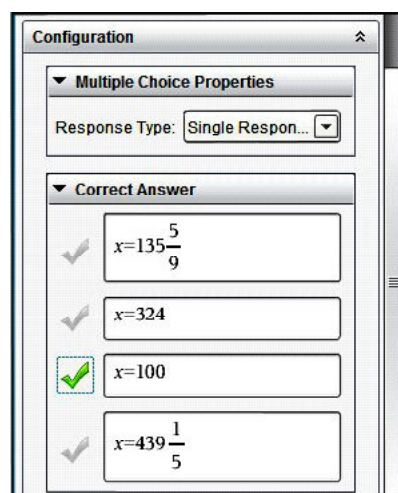 Configuration
Multiple Choice Properties
Response Type: Single Respon...
Correct Answer
x=135 5/9
x=324
x=100
x=439 1/5